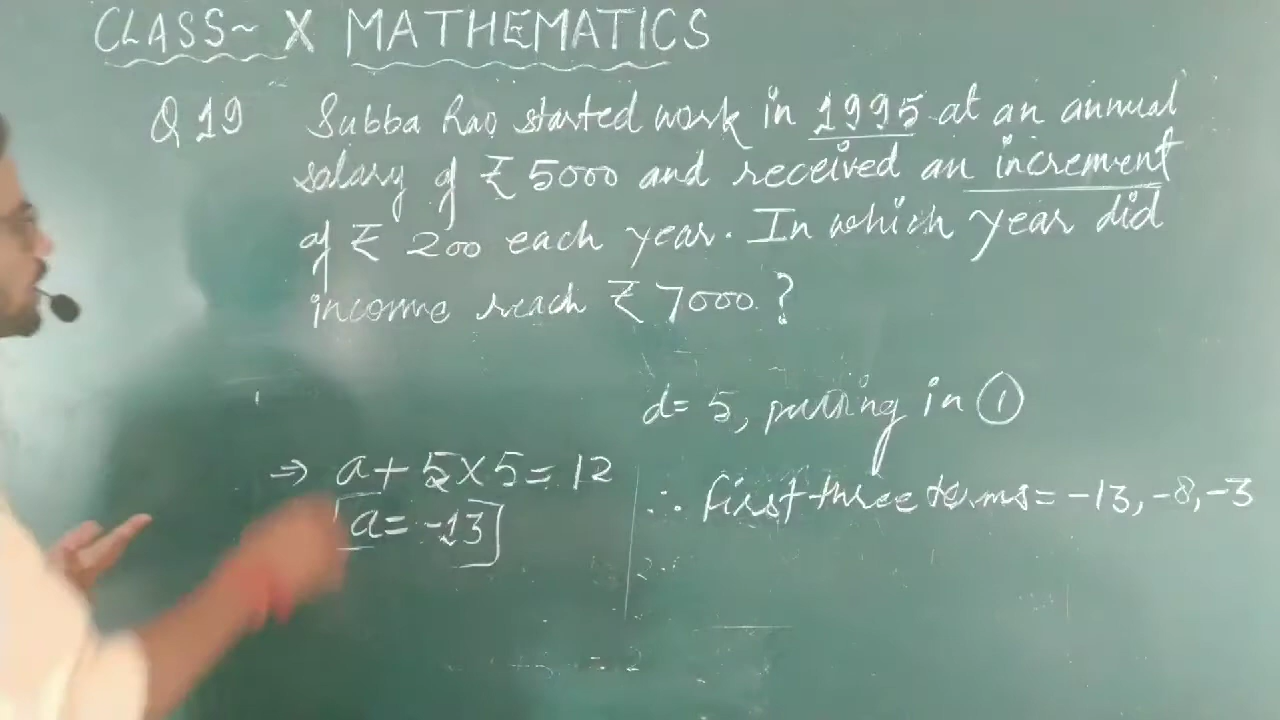 CLASS~ X MATHEMATICS
Q 19 Subba Rao started work in 1995 at an annual
salary of ₹ 5000 and received an increment
of ₹ 200 each year. In which year did
income reach ₹ 7000 ?
d= 5, putting in ①
⇒ a+ 5×5 = 12
a = -13
∴ first three terms = -13, -8, -3